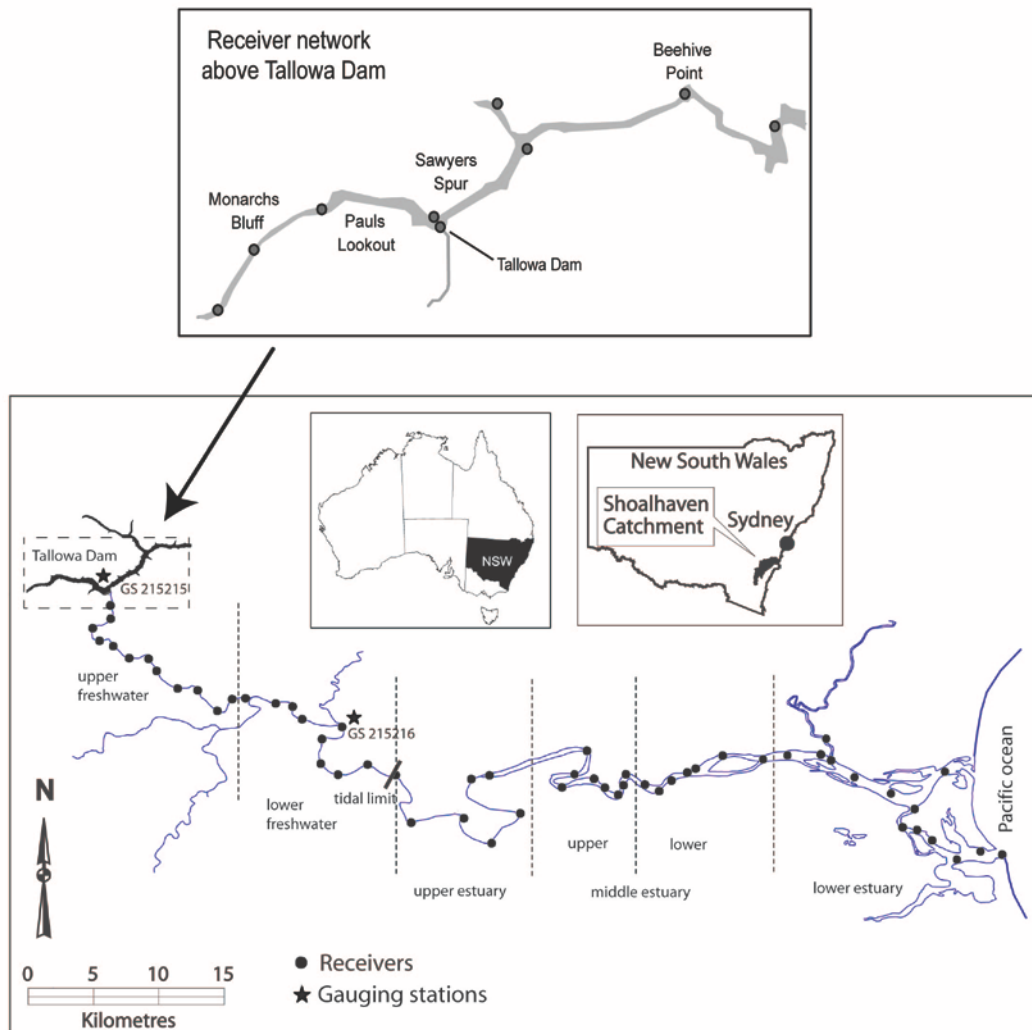 Receiver network
above Tallowa Dam
Beehive
Point
Sawyers
Spur
Monarchs
Bluff
Pauls
Lookout
Tallowa Dam
New South Wales
Shoalhaven
Catchment
Sydney
NSW
Tallowa Dam
GS 215215
upper
freshwater
GS 215216
tidal limit
lower
freshwater
upper estuary
upper
lower
middle estuary
lower estuary
Pacific ocean
N
Receivers
Gauging stations
0 5 10 15
Kilometres